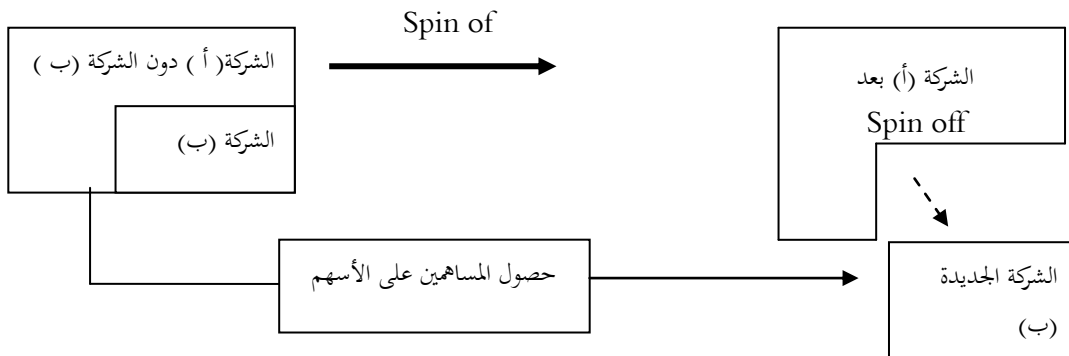 Spin of
الشركة( أ ) دون الشركة (ب )
الشركة (ب)
الشركة (أ) بعد
Spin off
حصول المساهمين على الأسهم
الشركة الجديدة
(ب)